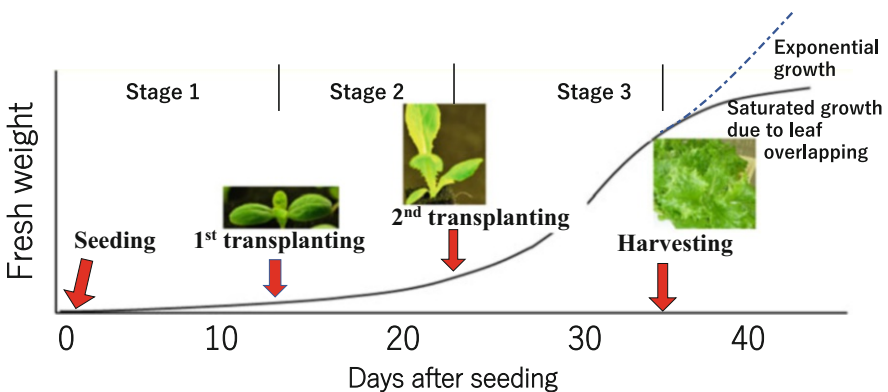 Exponential
growth
Stage 1
Stage 2
Stage 3
Saturated growth
due to leaf
overlapping
Fresh weight
Seeding
1st transplanting
2nd transplanting
Harvesting
0
10
20
30
40
Days after seeding